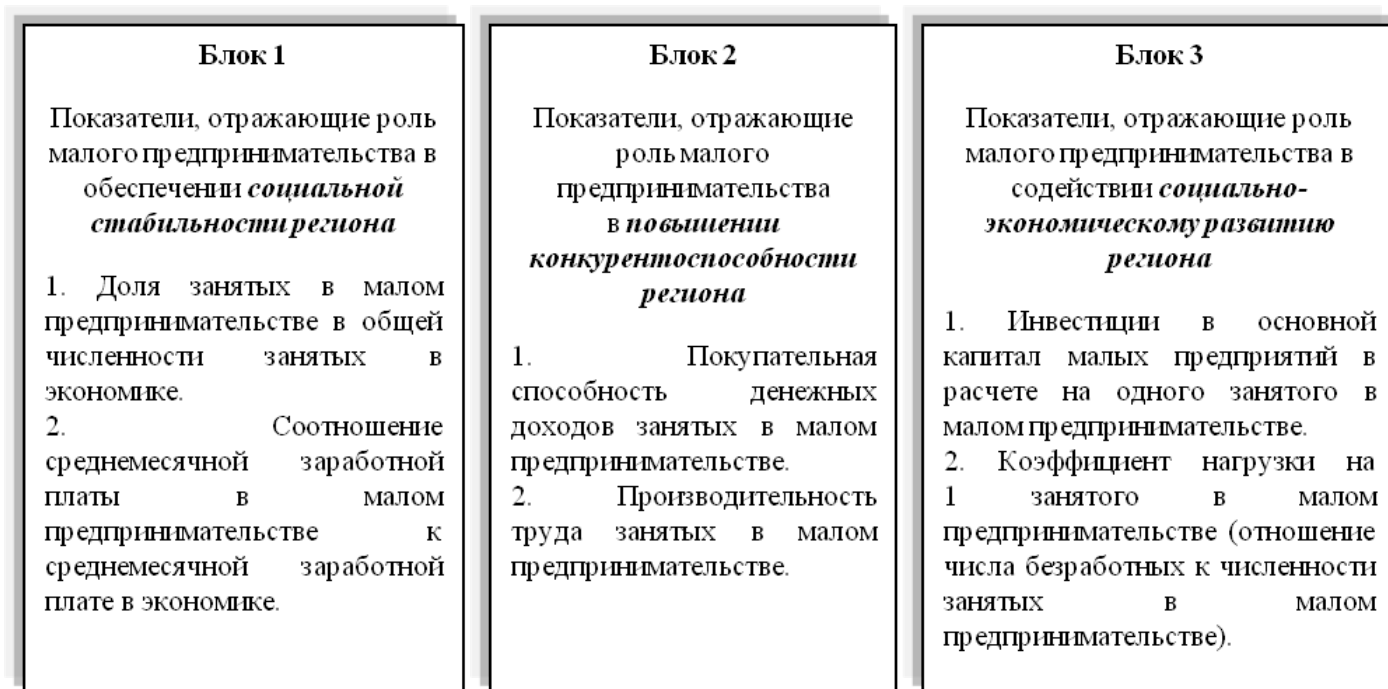 Блок 1
Показатели, отражающие роль
малого предпринимательства в
обеспечении социальной
стабильности региона
1. Доля занятых в малом
предпринимательстве в общей
численности занятых в
экономике.
2. Соотношение
среднемесячной заработной
платы в малом
предпринимательстве к
среднемесячной заработной
плате в экономике.
Блок 2
Показатели, отражающие
роль малого
предпринимательства
в повышении
конкурентоспособности
региона
1. Покупательная
способность денежных
доходов занятых в малом
предпринимательстве.
2. Производительность
труда занятых в малом
предпринимательстве.
Блок 3
Показатели, отражающие роль
малого предпринимательства в
содействии социально-
экономическому развитию
региона
1. Инвестиции в основной
капитал малых предприятий в
расчете на одного занятого в
малом предпринимательстве.
2. Коэффициент нагрузки на
1 занятого в малом
предпринимательстве (отношение
числа безработных к численности
занятых в малом
предпринимательстве).